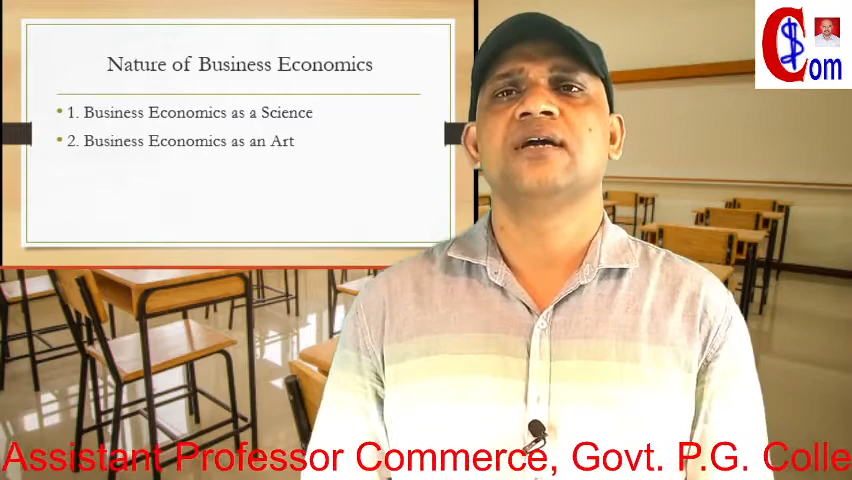 Nature of Business Economics
• 1. Business Economics as a Science
• 2. Business Economics as an Art
C$om
Assistant Professor Commerce, Govt. P.G. Colle